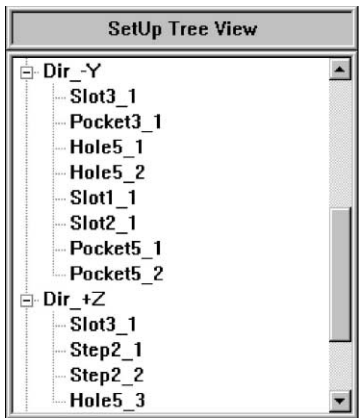 SetUp Tree View
Dir_-Y
Slot3_1
Pocket3_1
Hole5_1
Hole5_2
Slot1_1
Slot2_1
Pocket5_1
Pocket5_2
Dir_+Z
Slot3_1
Step2_1
Step2_2
Hole5_3